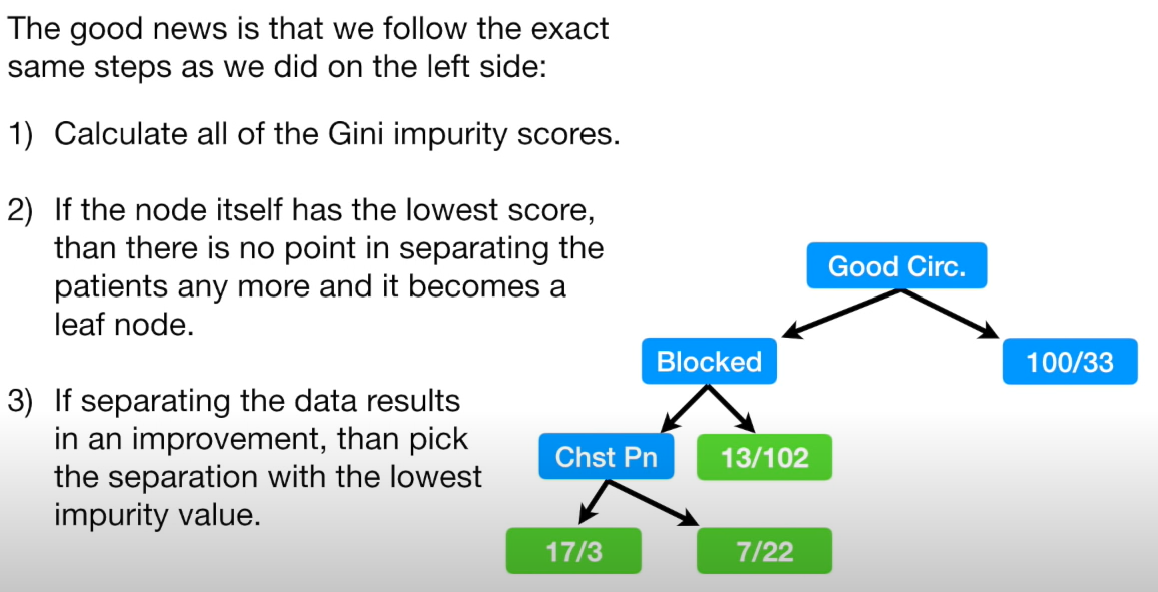 The good news is that we follow the exact
same steps as we did on the left side:
1) Calculate all of the Gini impurity scores.
2) If the node itself has the lowest score,
than there is no point in separating the
patients any more and it becomes a
leaf node.
3) If separating the data results
in an improvement, than pick
the separation with the lowest
impurity value.
Good Circ.
Blocked
100/33
Chst Pn
13/102
17/3
7/22